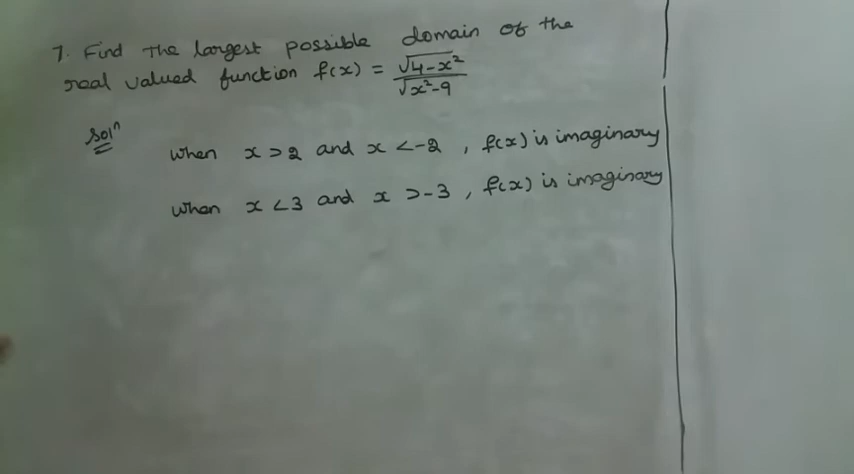 7. Find The largest possible domain of the
real valued function f(x) = √4-x² / √x²-9
Solⁿ
when x > 2 and x < -2 , f(x) is imaginary
when x < 3 and x > -3 , f(x) is imaginary